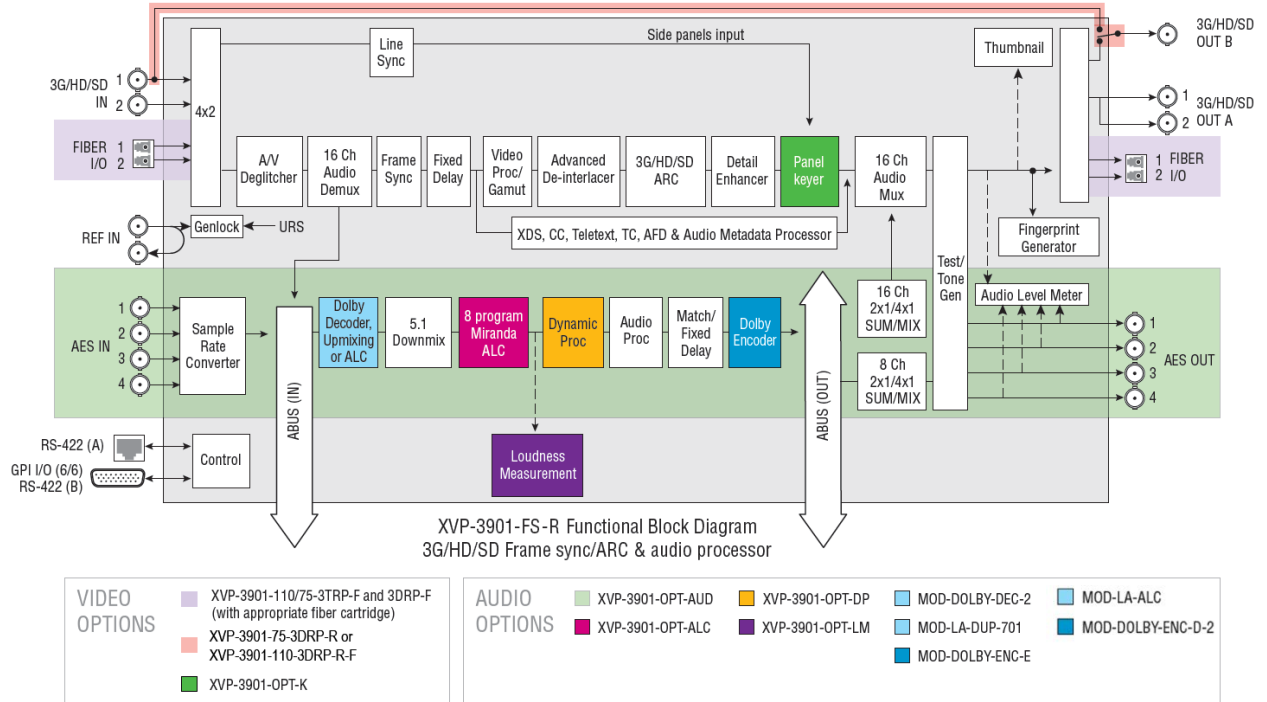 Line
Sync
Side panels input
Thumbnail
3G/HD/SD
OUT B
3G/HD/SD
IN
1
2
4x2
1
2
3G/HD/SD
OUT A
FIBER
I/O
1
2
A/V
Deglitcher
16 Ch
Audio
Demux
Frame
Sync
Fixed
Delay
Video
Proc/
Gamut
Advanced
De-interlacer
3G/HD/SD
ARC
Detail
Enhancer
Panel
keyer
16 Ch
Audio
Mux
1
2
FIBER
I/O
REF IN
Genlock
URS
XDS, CC, Teletext, TC, AFD & Audio Metadata Processor
Fingerprint
Generator
Test/
Tone
Gen
AES IN
1
2
3
4
Sample
Rate
Converter
ABUS (IN)
Dolby
Decoder,
Upmixing
or ALC
5.1
Downmix
8 program
Miranda
ALC
Dynamic
Proc
Audio
Proc
Match/
Fixed
Delay
Dolby
Encoder
ABUS (OUT)
16 Ch
2x1/4x1
SUM/MIX
8 Ch
2x1/4x1
SUM/MIX
Audio Level Meter
1
2
3
4
AES OUT
RS-422 (A)
GPI I/O (6/6)
RS-422 (B)
Control
Loudness
Measurement
XVP-3901-FS-R Functional Block Diagram
3G/HD/SD Frame sync/ARC & audio processor
VIDEO
OPTIONS
XVP-3901-110/75-3TRP-F and 3DRP-F
(with appropriate fiber cartridge)
XVP-3901-75-3DRP-R or
XVP-3901-110-3DRP-R-F
XVP-3901-OPT-K
AUDIO
OPTIONS
XVP-3901-OPT-AUD
XVP-3901-OPT-ALC
XVP-3901-OPT-DP
XVP-3901-OPT-LM
MOD-DOLBY-DEC-2
MOD-LA-DUP-701
MOD-DOLBY-ENC-E
MOD-LA-ALC
MOD-DOLBY-ENC-D-2